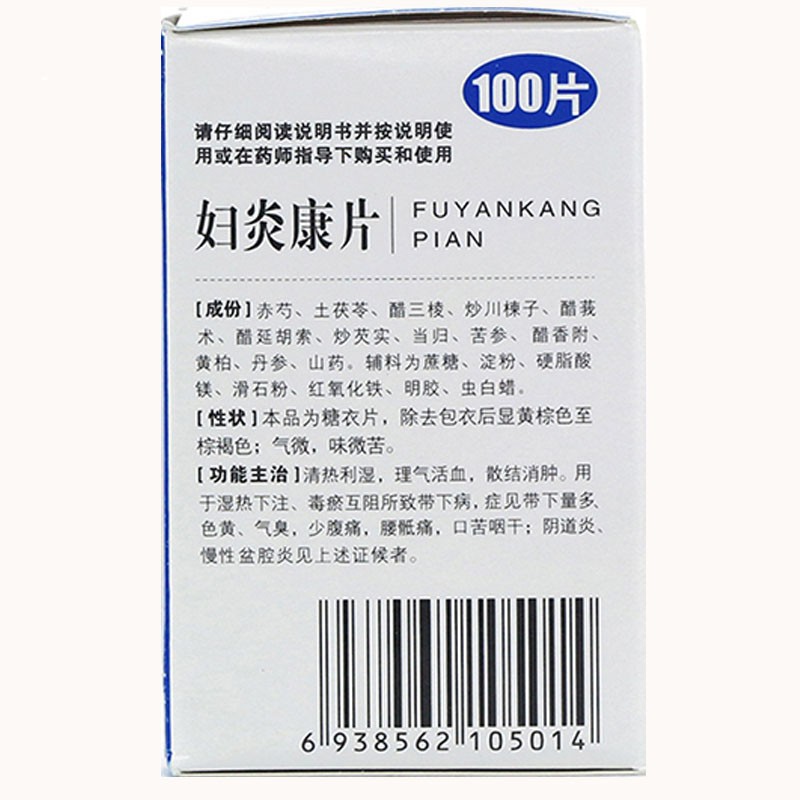 100片
请仔细阅读说明书并按说明使
用或在药师指导下购买和使用
妇炎康片
FUYANKANG
PIAN
[成份]赤芍、土茯苓、醋三棱、炒川楝子、醋莪
术、醋延胡索、炒芡实、当归、苦参、醋香附、
黄柏、丹参、山药。辅料为蔗糖、淀粉、硬脂酸
镁、滑石粉、红氧化铁、明胶、虫白蜡。
[性状]本品为糖衣片，除去包衣后显黄棕色至
棕褐色；气微，味微苦。
[功能主治]清热利湿，理气活血，散结消肿。用
于湿热下注、毒瘀互阻所致带下病，症见带下量多、
色黄、气臭，少腹痛，腰骶痛，口苦咽干；阴道炎、
慢性盆腔炎见上述证候者。
6 938562 105014